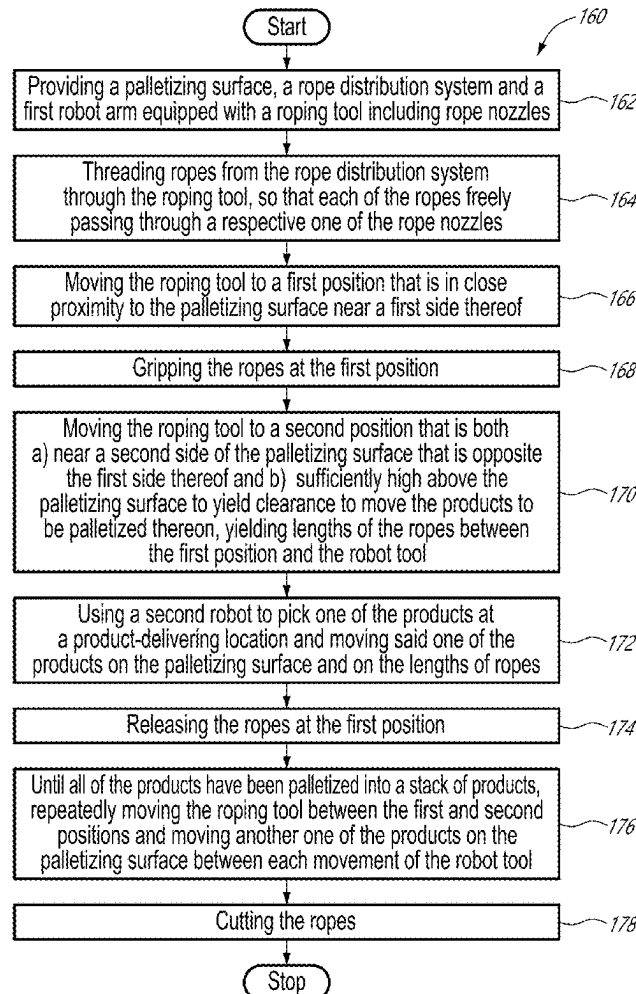 Start
160
Providing a palletizing surface, a rope distribution system and a
first robot arm equipped with a roping tool including rope nozzles
162
Threading ropes from the rope distribution system
through the roping tool, so that each of the ropes freely
passing through a respective one of the rope nozzles
164
Moving the roping tool to a first position that is in close
proximity to the palletizing surface near a first side thereof
166
Gripping the ropes at the first position
168
Moving the roping tool to a second position that is both
a) near a second side of the palletizing surface that is opposite
the first side thereof and b) sufficiently high above the
palletizing surface to yield clearance to move the products to
be palletized thereon, yielding lengths of the ropes between
the first position and the robot tool
170
Using a second robot to pick one of the products at
a product-delivering location and moving said one of the
products on the palletizing surface and on the lengths of ropes
172
Releasing the ropes at the first position
174
Until all of the products have been palletized into a stack of products,
repeatedly moving the roping tool between the first and second
positions and moving another one of the products on the
palletizing surface between each movement of the robot tool
176
Cutting the ropes
178
Stop